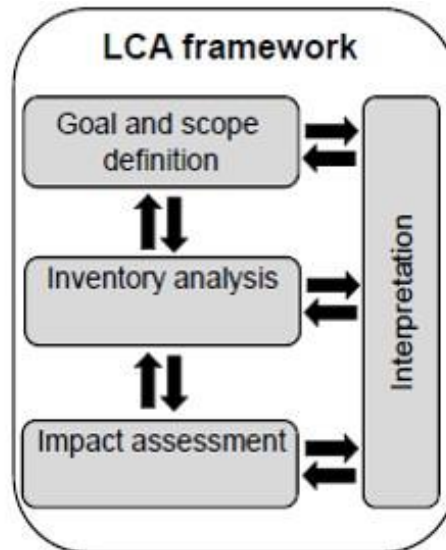 LCA framework
Goal and scope
definition
Inventory analysis
Impact assessment
Interpretation